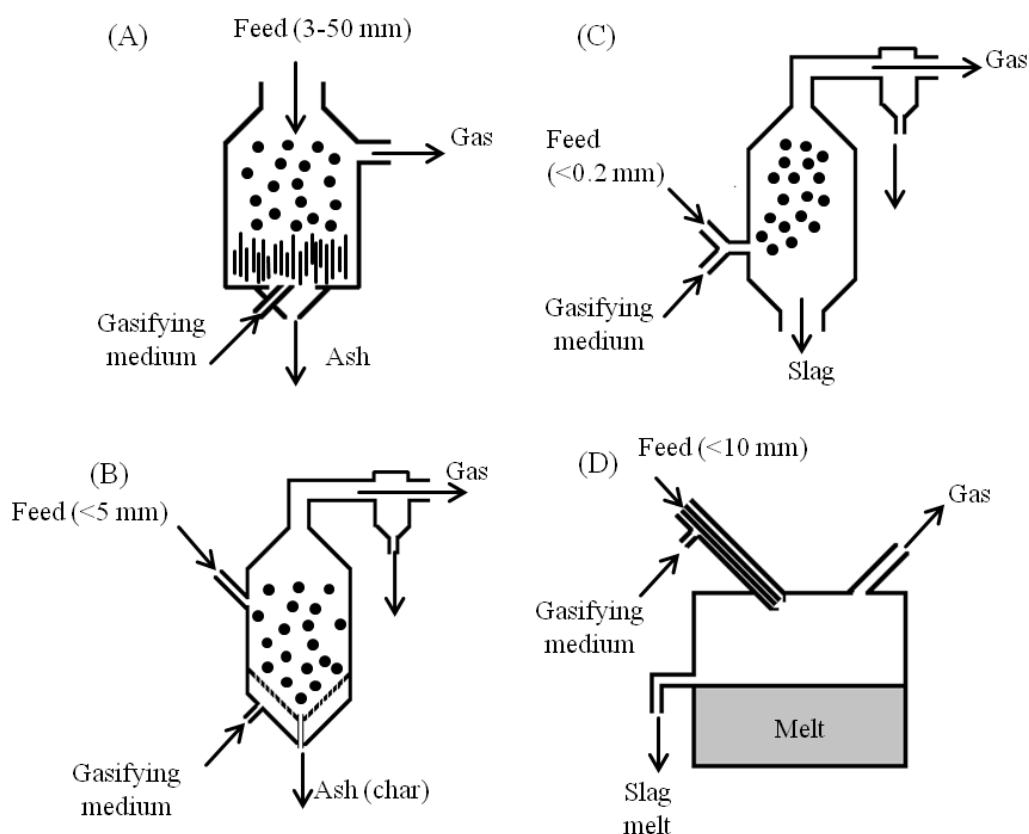 (A)
Feed (3-50 mm)
Gas
Gasifying
medium
Ash
(C)
Gas
Feed
(<0.2 mm)
Gasifying
medium
Slag
(B)
Gas
Feed (<5 mm)
Gasifying
medium
Ash (char)
(D)
Feed (<10 mm)
Gas
Gasifying
medium
Melt
Slag
melt